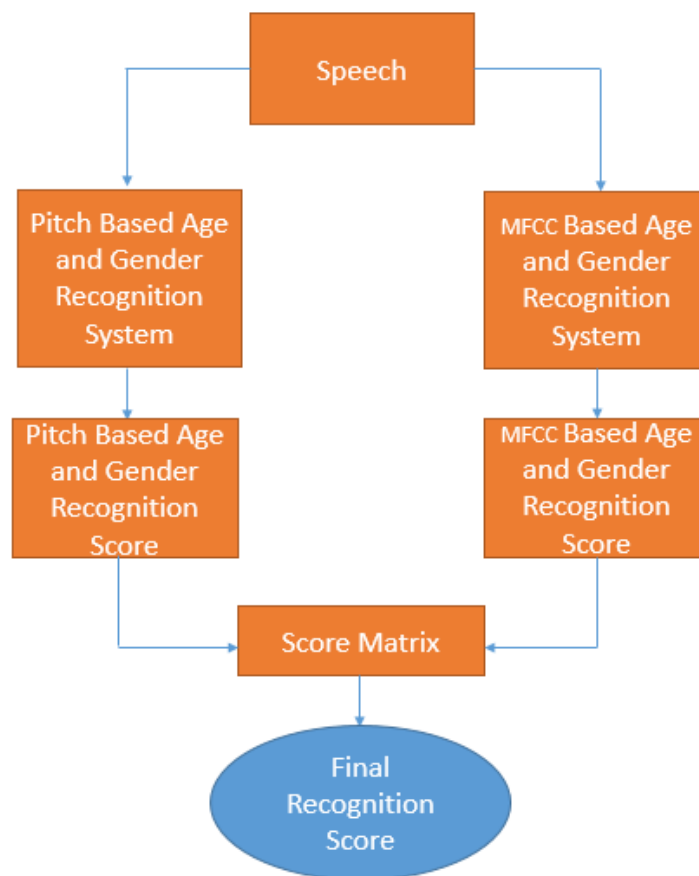 Speech
Pitch Based Age
and Gender
Recognition
System
MFCC Based Age
and Gender
Recognition
System
Pitch Based Age
and Gender
Recognition
Score
MFCC Based Age
and Gender
Recognition
Score
Score Matrix
Final
Recognition
Score